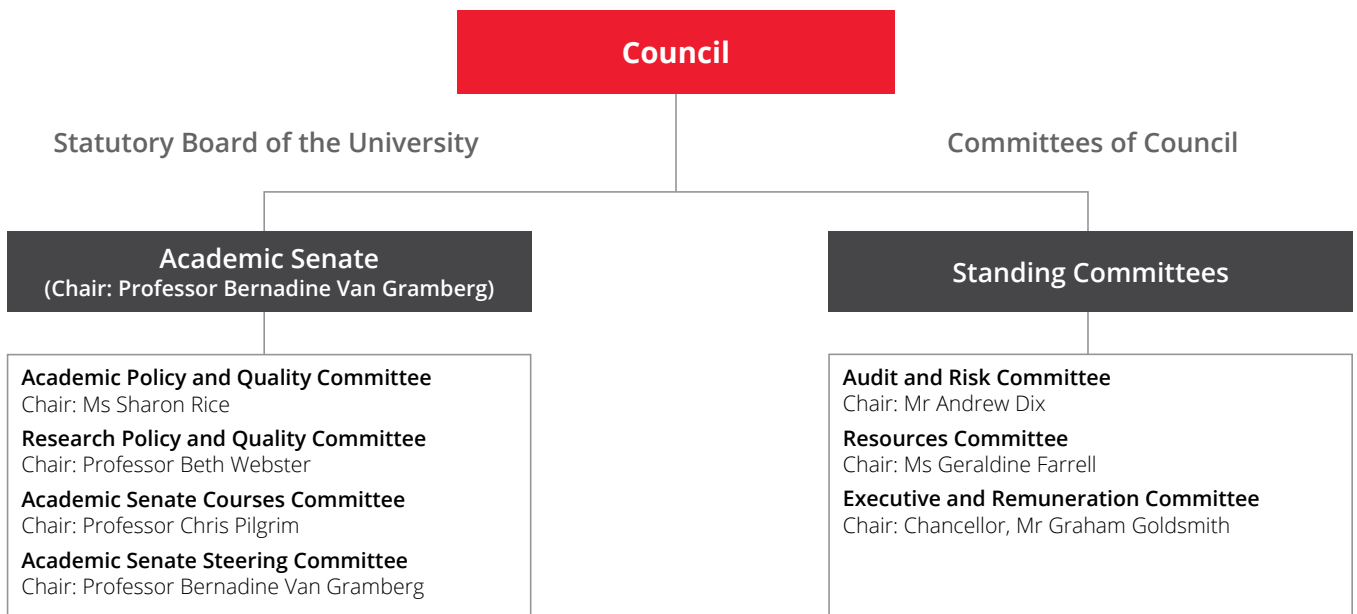 Council
Statutory Board of the University
Committees of Council
Academic Senate
(Chair: Professor Bernadine Van Gramberg)
Standing Committees
Academic Policy and Quality Committee
Chair: Ms Sharon Rice
Research Policy and Quality Committee
Chair: Professor Beth Webster
Academic Senate Courses Committee
Chair: Professor Chris Pilgrim
Academic Senate Steering Committee
Chair: Professor Bernadine Van Gramberg
Audit and Risk Committee
Chair: Mr Andrew Dix
Resources Committee
Chair: Ms Geraldine Farrell
Executive and Remuneration Committee
Chair: Chancellor, Mr Graham Goldsmith